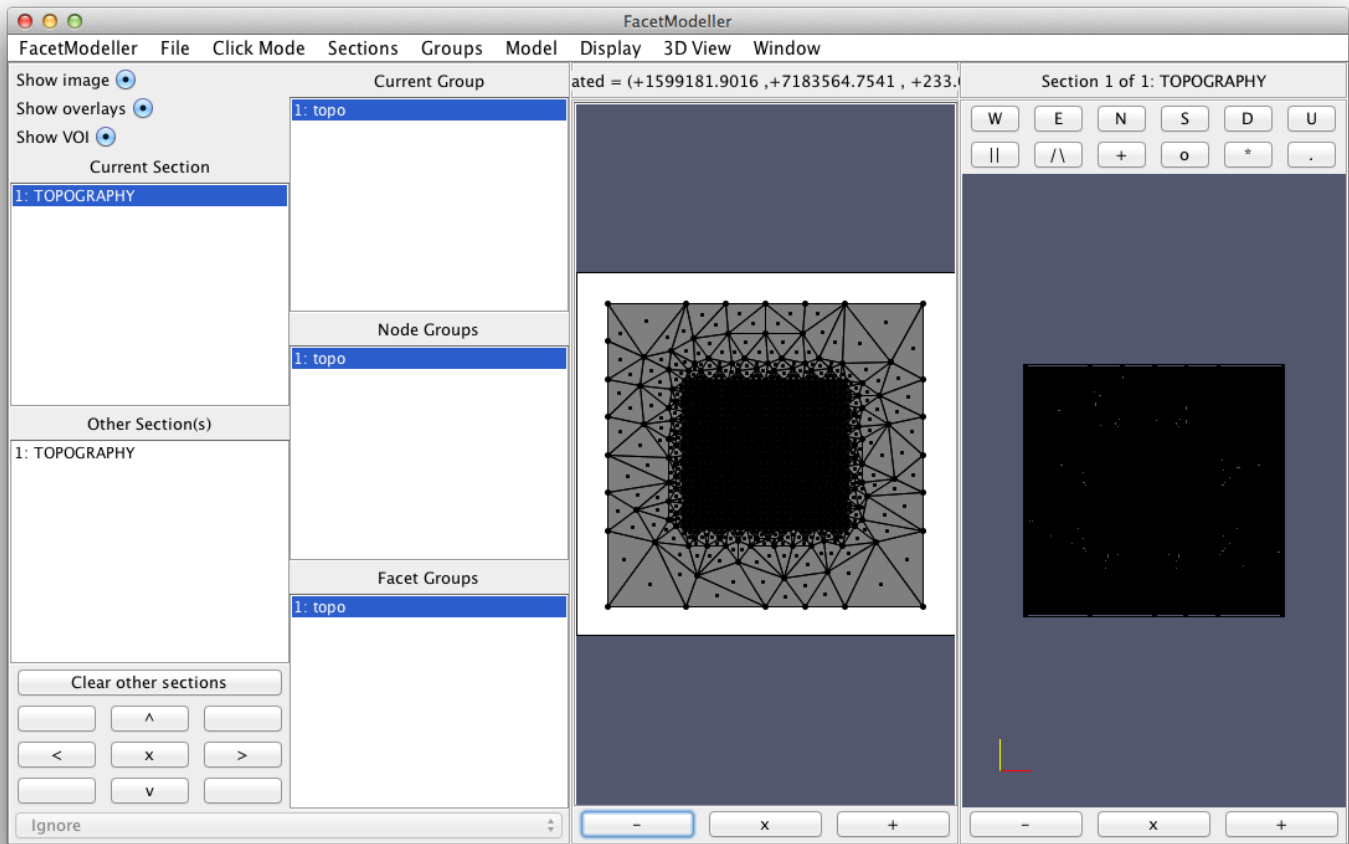 FacetModeller
FacetModeller File Click Mode Sections Groups Model Display 3D View Window
Show image
Show overlays
Show VOI
Current Section
1: TOPOGRAPHY
Other Section(s)
1: TOPOGRAPHY
Clear other sections
^
< x >
v
Ignore
Current Group
1: topo
Node Groups
1: topo
Facet Groups
1: topo
ated = (+1599181.9016 ,+7183564.7541 , +233.
- x +
Section 1 of 1: TOPOGRAPHY
W E N S D U
|| /\ + o * .
- x +